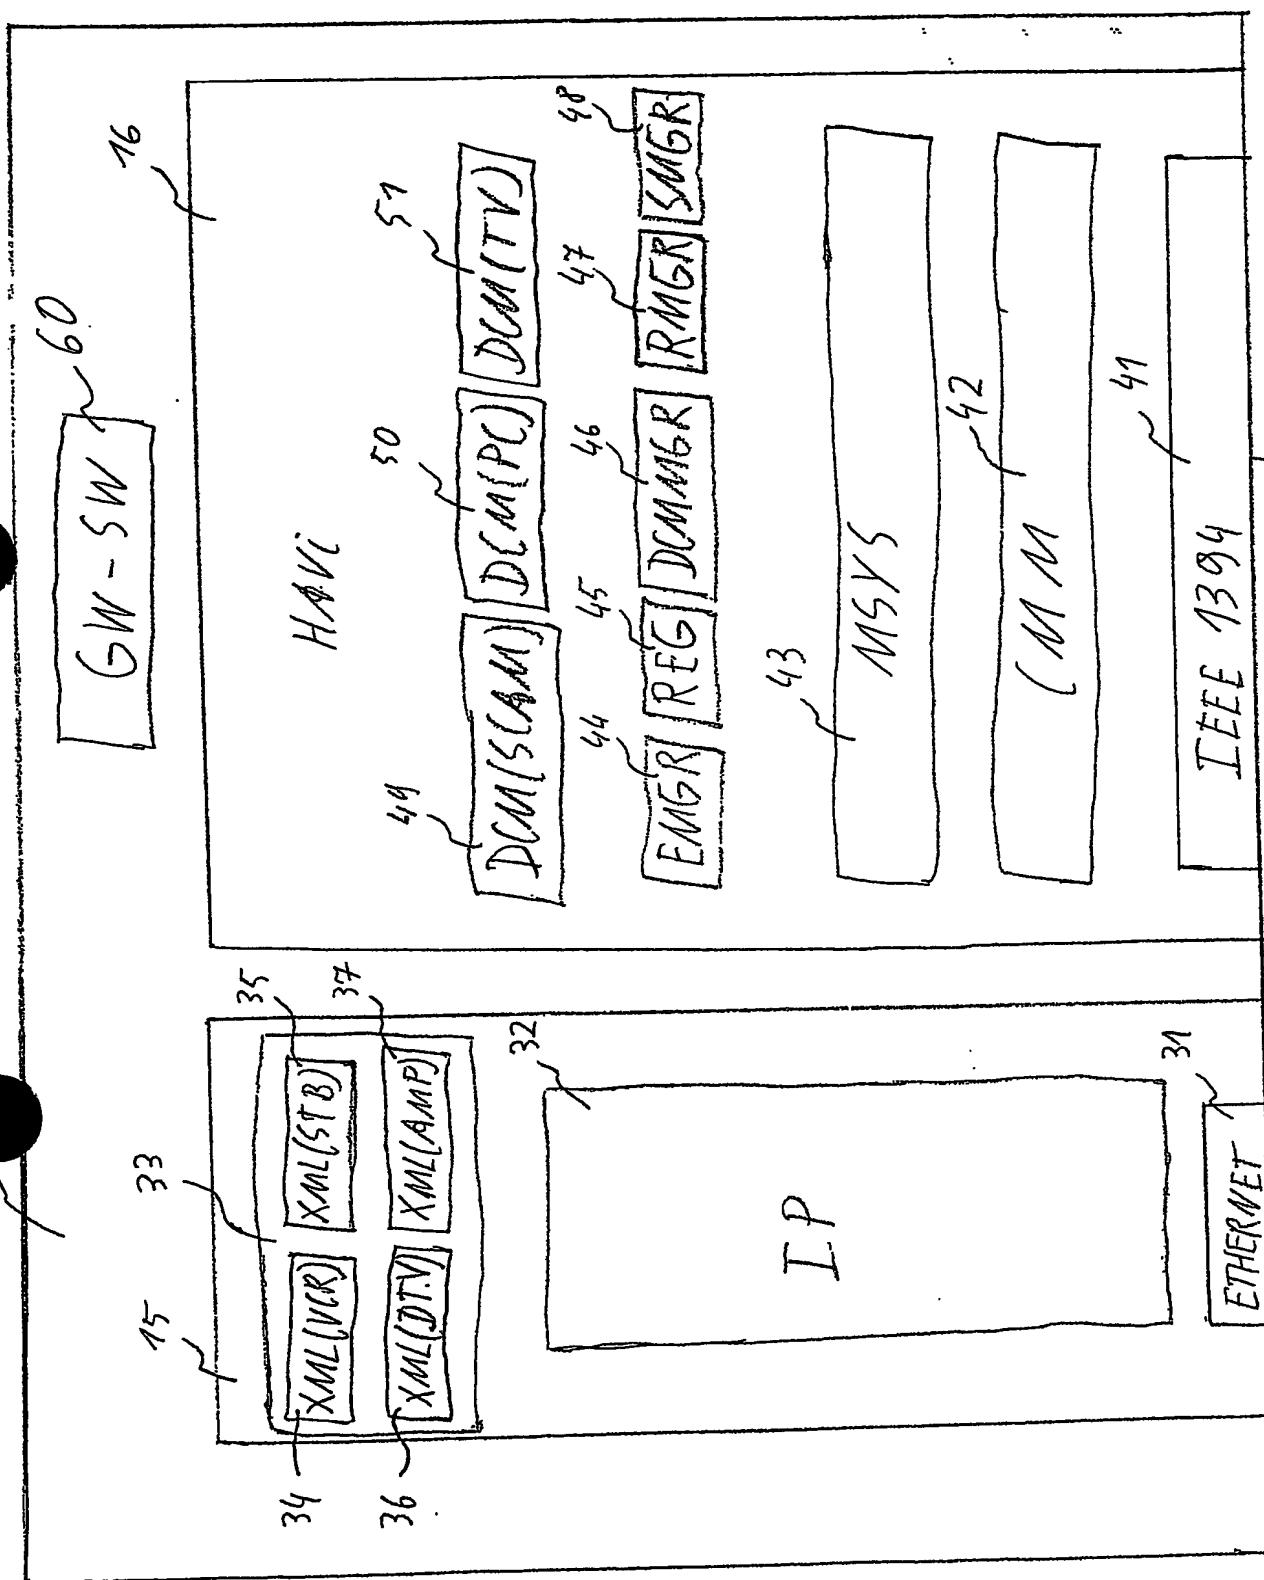 GW-SW 60
16
15 33
35
34 XML(VCR) XML(STB)
37
36 XML(DTV) XML(AMP)
32
IP
31
ETHERNET
HAVi
49 50 51
DCM(SCAM) DCM(PC) DCM(TV)
44 45 46 47 48
EMGR REG DCMMGR RMGR SMGR
43
MSYS
42
CMM
41
IEEE 1394